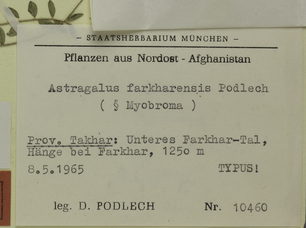 - STAATSHERBARIUM MÜNCHEN -
Pflanzen aus Nordost - Afghanistan
Astragalus farkharensis Podlech
( § Myobroma )
Prov. Takhar: Unteres Farkhar-Tal,
Hänge bei Farkhar, 1250 m
8.5.1965 TYPUS!
leg. D. PODLECH Nr. 10460